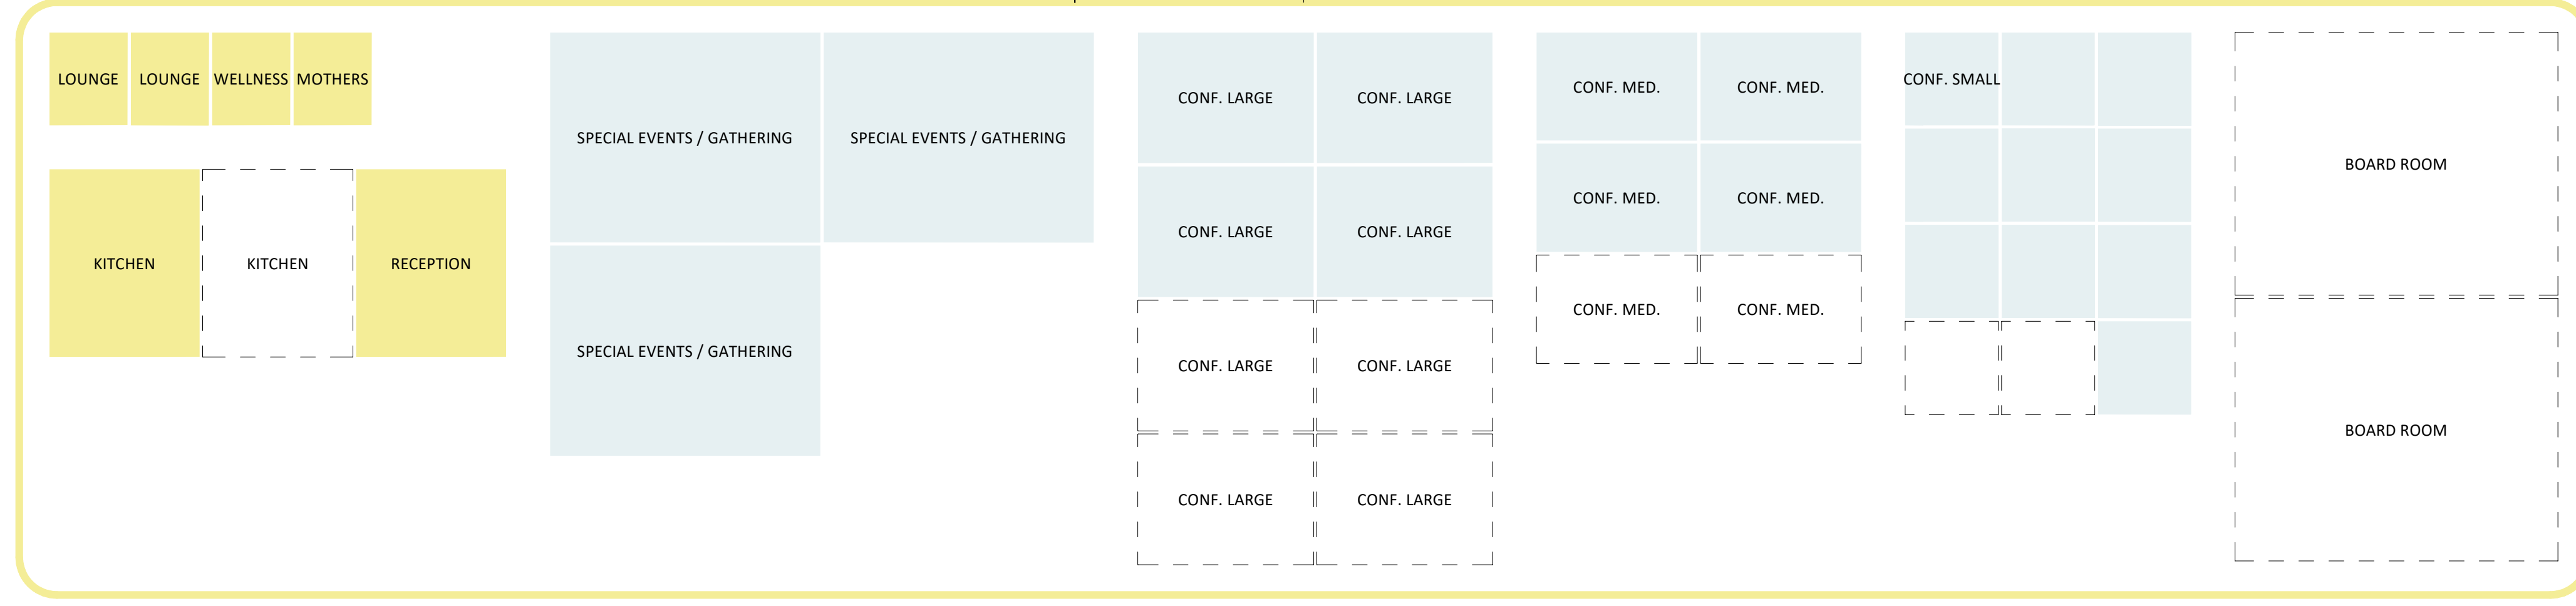 LOUNGE
LOUNGE
WELLNESS
MOTHERS
KITCHEN
KITCHEN
RECEPTION
SPECIAL EVENTS / GATHERING
SPECIAL EVENTS / GATHERING
SPECIAL EVENTS / GATHERING
CONF. LARGE
CONF. LARGE
CONF. LARGE
CONF. LARGE
CONF. LARGE
CONF. LARGE
CONF. LARGE
CONF. LARGE
CONF. MED.
CONF. MED.
CONF. MED.
CONF. MED.
CONF. MED.
CONF. MED.
CONF. SMALL
BOARD ROOM
BOARD ROOM